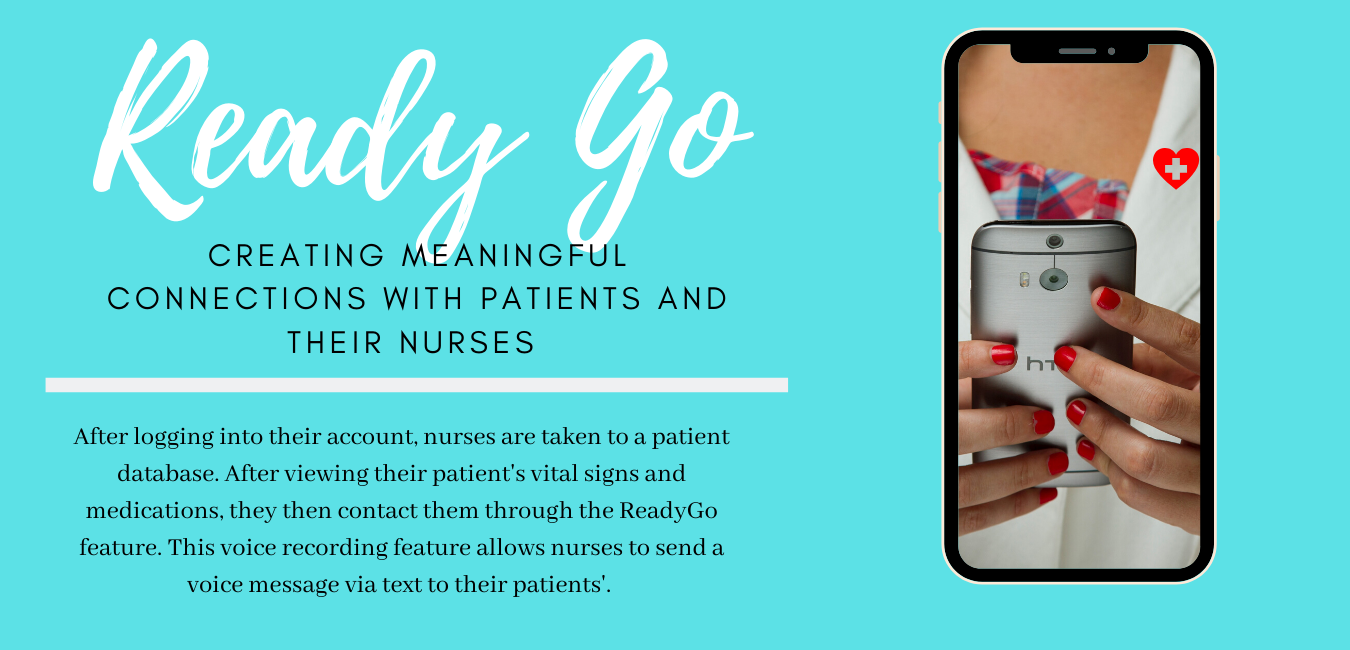 Ready Go
CREATING MEANINGFUL
CONNECTIONS WITH PATIENTS AND
THEIR NURSES
After logging into their account, nurses are taken to a patient
database. After viewing their patient's vital signs and
medications, they then contact them through the ReadyGo
feature. This voice recording feature allows nurses to send a
voice message via text to their patients'.